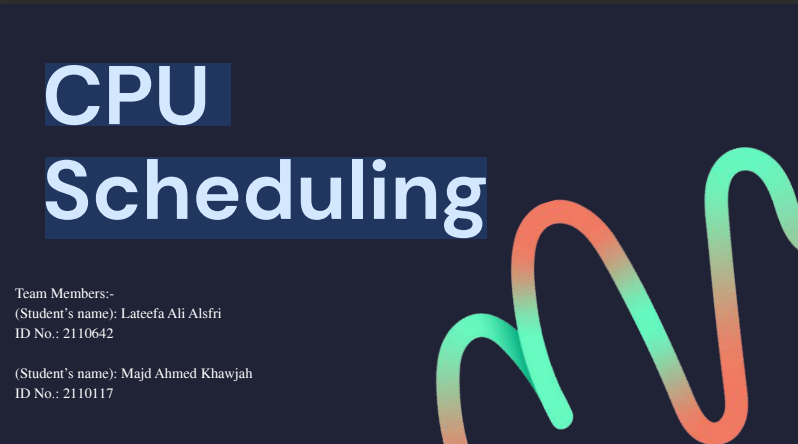 CPU
Scheduling
Team Members:-
(Student’s name): Lateefa Ali Alsfri
ID No.: 2110642
(Student’s name): Majd Ahmed Khawjah
ID No.: 2110117